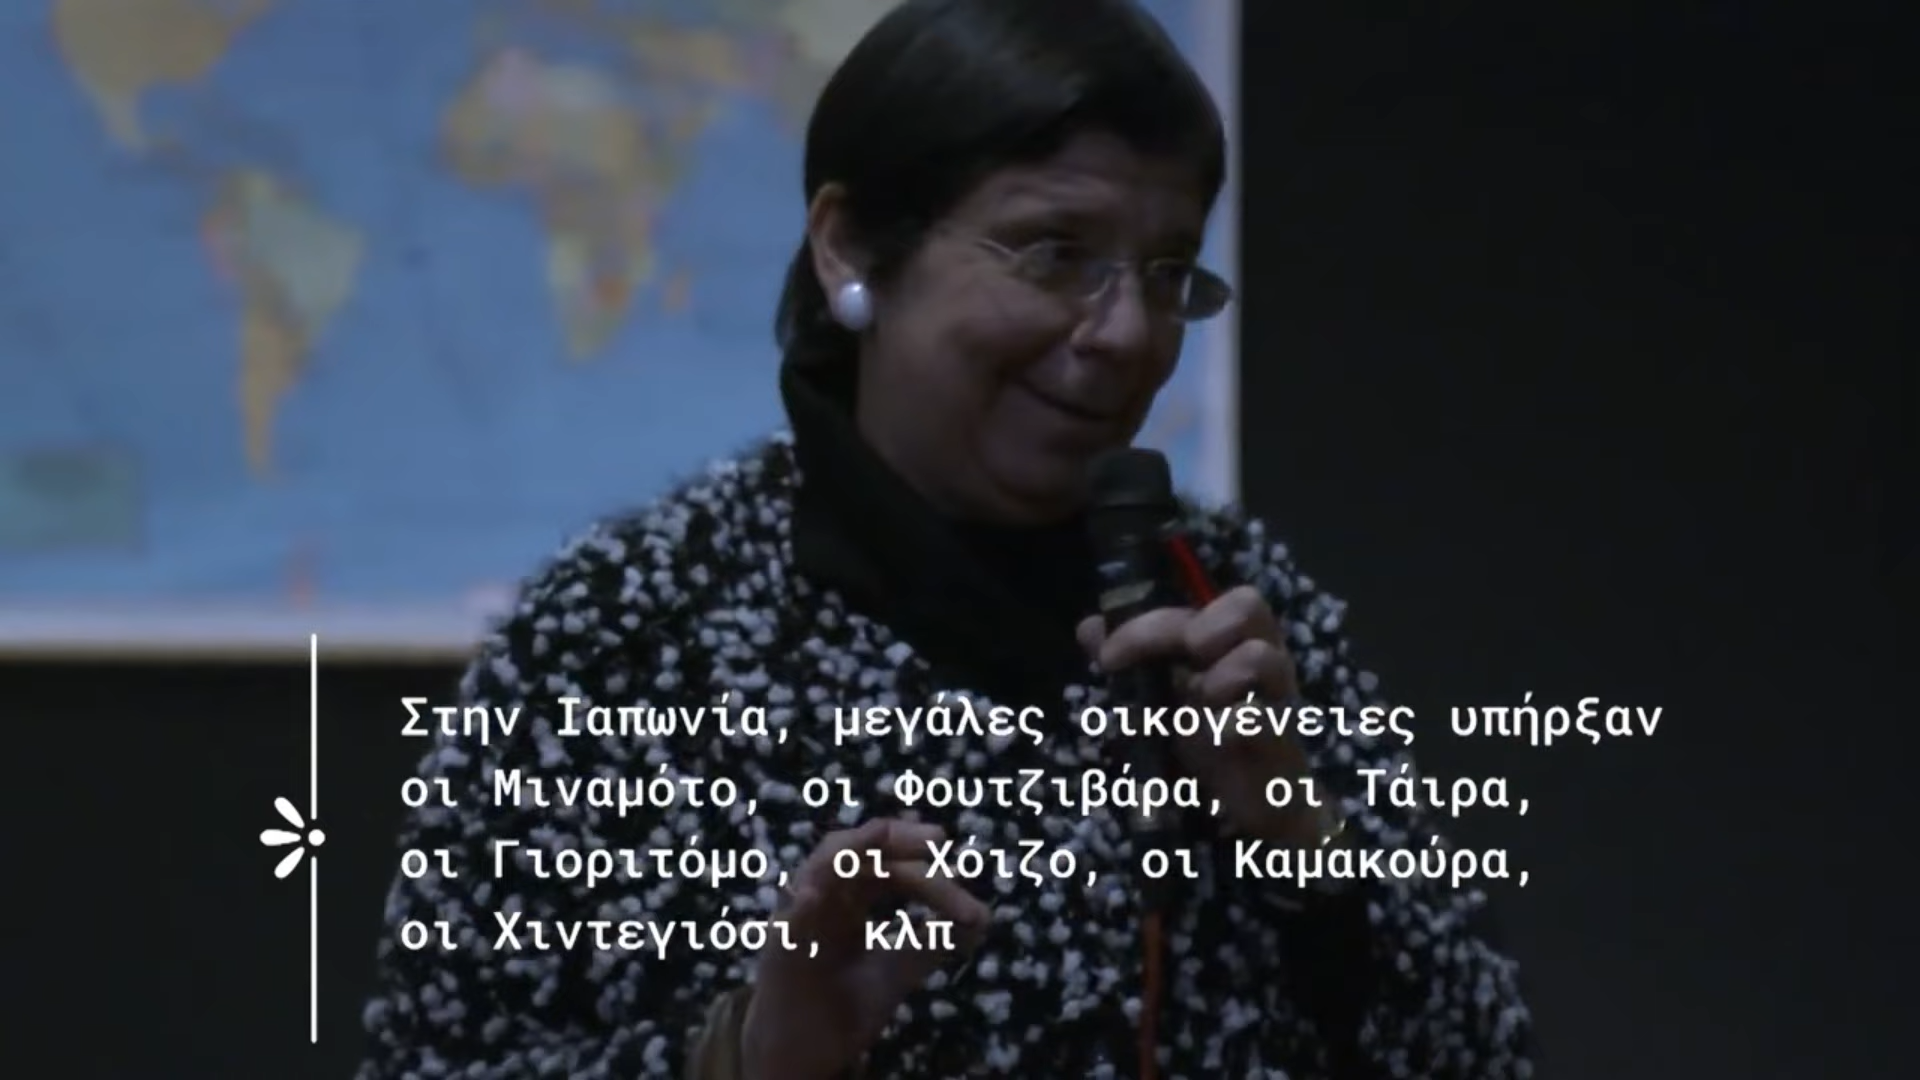 Στην Ιαπωνία, μεγάλες οικογένειες υπήρξαν
οι Μιναμότο, οι Φουτζιβάρα, οι Τάιρα,
οι Γιοριτόμο, οι Χόιζο, οι Καμακούρα,
οι Χιντεγιόσι, κλπ